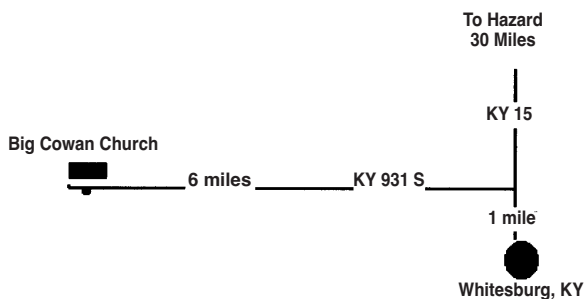 To Hazard
30 Miles
KY 15
Big Cowan Church
6 miles
KY 931 S
1 mile
Whitesburg, KY